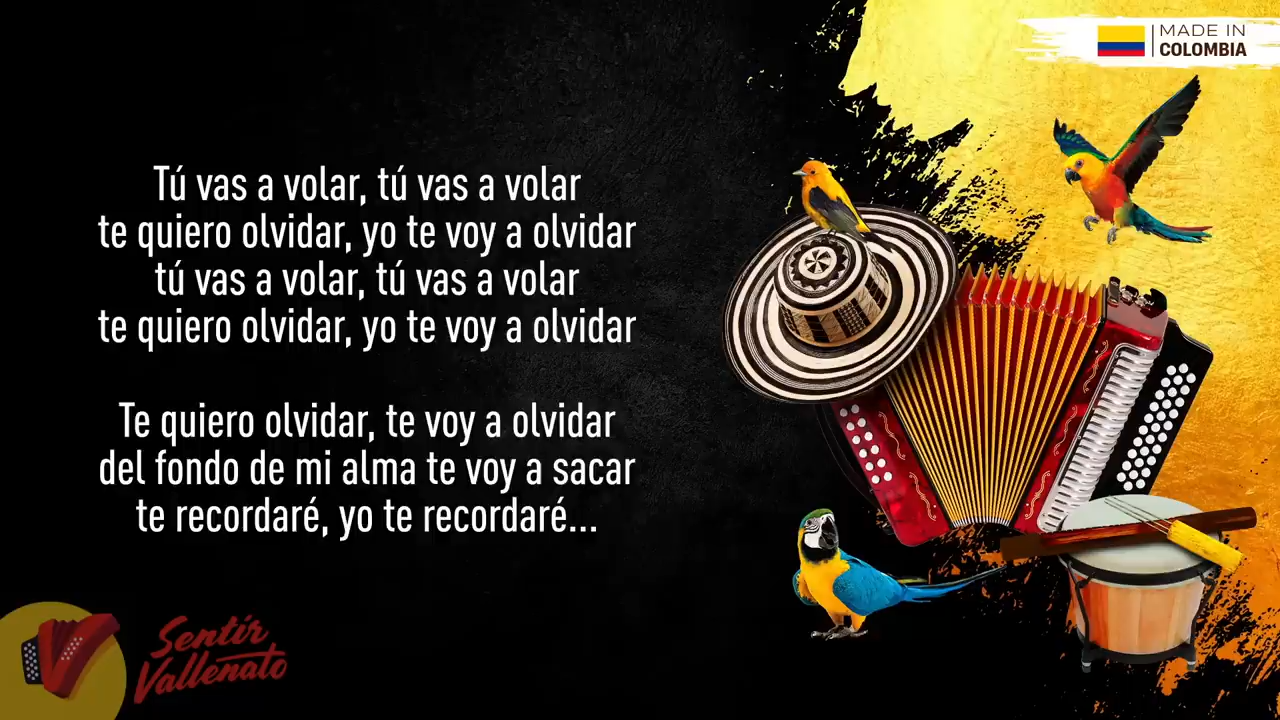 MADE IN
COLOMBIA
Tú vas a volar, tú vas a volar
te quiero olvidar, yo te voy a olvidar
tú vas a volar, tú vas a volar
te quiero olvidar, yo te voy a olvidar
Te quiero olvidar, te voy a olvidar
del fondo de mi alma te voy a sacar
te recordaré, yo te recordaré...
Sentir
Vallenato